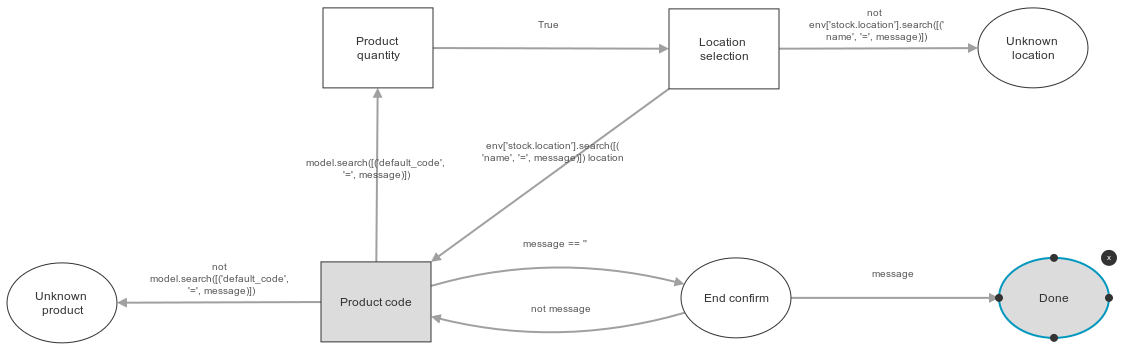 Product
quantity
True
Location
selection
not
env['stock.location'].search([('
name', '=', message)])
Unknown
location
model.search([('default_code',
'=', message)])
env['stock.location'].search([(
'name', '=', message)]) location
Unknown
product
not
model.search([('default_code',
'=', message)])
Product code
message == ''
not message
End confirm
message
Done
x